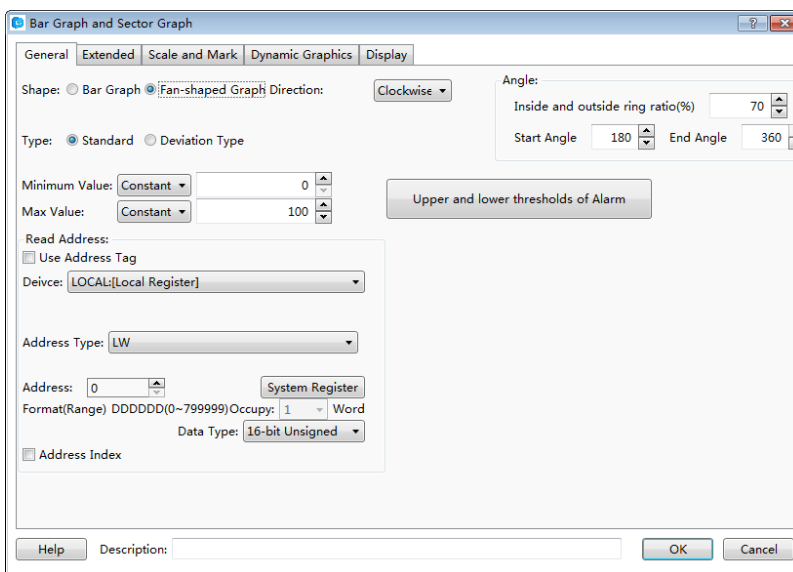 Bar Graph and Sector Graph
General Extended Scale and Mark Dynamic Graphics Display
Shape: Bar Graph Fan-shaped Graph Direction: Clockwise
Angle:
Inside and outside ring ratio(%) 70
Start Angle 180 End Angle 360
Type: Standard Deviation Type
Minimum Value: Constant 0
Max Value: Constant 100
Upper and lower thresholds of Alarm
Read Address:
Use Address Tag
Deivce: LOCAL:[Local Register]
Address Type: LW
Address: 0 System Register
Format(Range) DDDDDD(0~799999)Occupy: 1 Word
Data Type: 16-bit Unsigned
Address Index
Help Description: OK Cancel